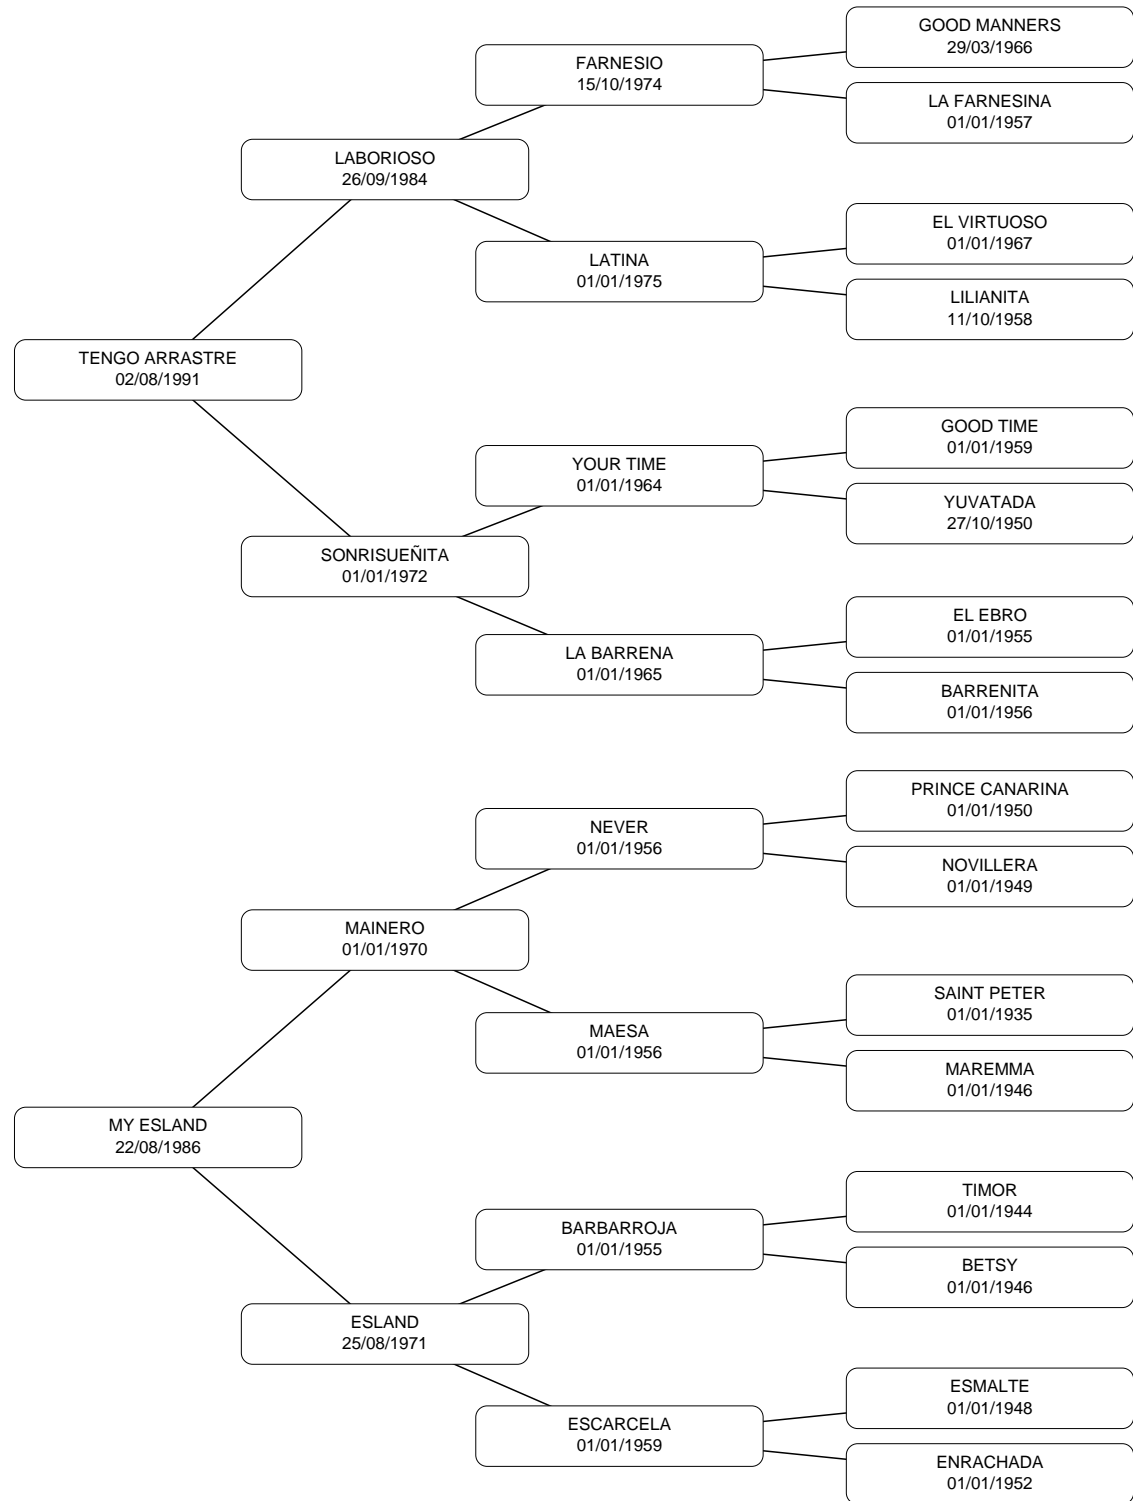 GOOD MANNERS
29/03/1966
FARNESIO
15/10/1974
LA FARNESINA
01/01/1957
LABORIOSO
26/09/1984
EL VIRTUOSO
01/01/1967
LATINA
01/01/1975
LILIANITA
11/10/1958
TENGO ARRASTRE
02/08/1991
GOOD TIME
01/01/1959
YOUR TIME
01/01/1964
YUVATADA
27/10/1950
SONRISUEÑITA
01/01/1972
EL EBRO
01/01/1955
LA BARRENA
01/01/1965
BARRENITA
01/01/1956
PRINCE CANARINA
01/01/1950
NEVER
01/01/1956
NOVILLERA
01/01/1949
MAINERO
01/01/1970
SAINT PETER
01/01/1935
MAESA
01/01/1956
MAREMMA
01/01/1946
MY ESLAND
22/08/1986
TIMOR
01/01/1944
BARBARROJA
01/01/1955
BETSY
01/01/1946
ESLAND
25/08/1971
ESMALTE
01/01/1948
ESCARCELA
01/01/1959
ENRACHADA
01/01/1952